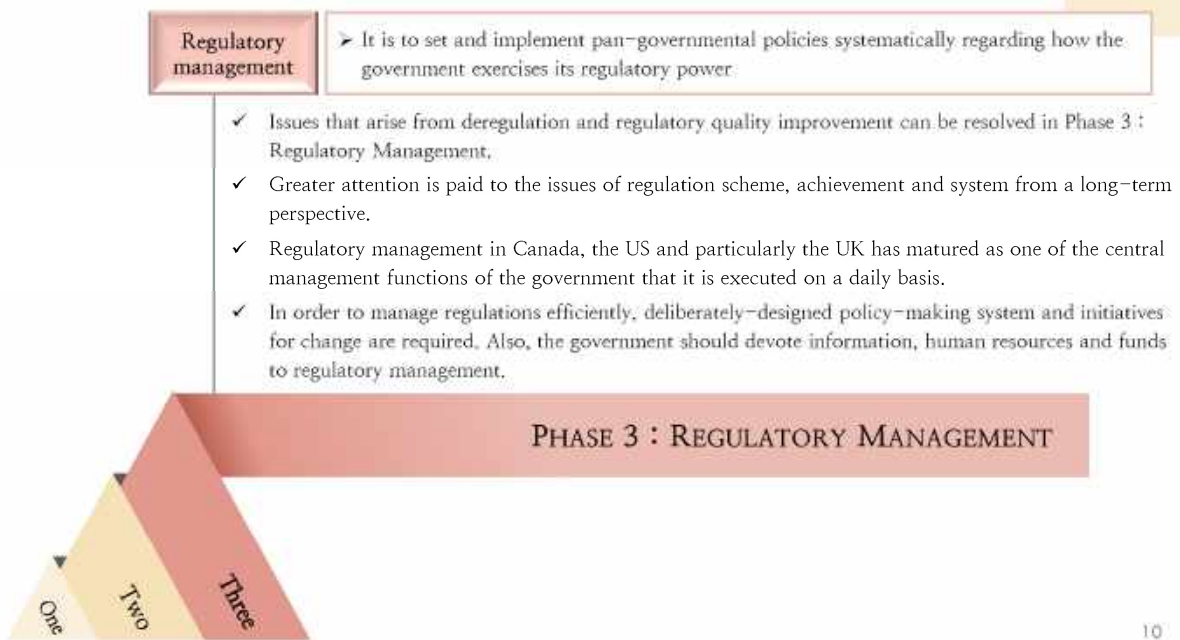 Regulatory
management
➢ It is to set and implement pan-governmental policies systematically regarding how the
government exercises its regulatory power
✓ Issues that arise from deregulation and regulatory quality improvement can be resolved in Phase 3 :
Regulatory Management.
✓ Greater attention is paid to the issues of regulation scheme, achievement and system from a long-term
perspective.
✓ Regulatory management in Canada, the US and particularly the UK has matured as one of the central
management functions of the government that it is executed on a daily basis.
✓ In order to manage regulations efficiently, deliberately-designed policy-making system and initiatives
for change are required. Also, the government should devote information, human resources and funds
to regulatory management.
PHASE 3 : REGULATORY MANAGEMENT
One
Two
Three
10